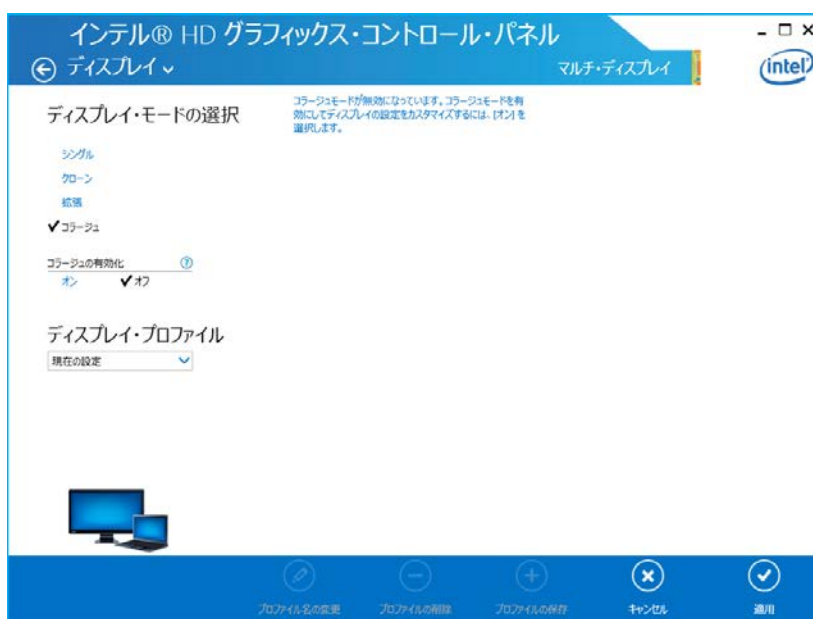 インテル® HD グラフィックス・コントロール・パネル
ディスプレイ
マルチ・ディスプレイ
intel
ディスプレイ・モードの選択
コラージュモードが無効になっています。コラージュモードを有
効にしてディスプレイの設定をカスタマイズするには、[オン] を
選択します。
シングル
クローン
拡張
コラージュ
コラージュの有効化 ?
オン オフ
ディスプレイ・プロファイル
現在の設定
プロファイル名の変更 プロファイルの削除 プロファイルの保存 キャンセル 適用